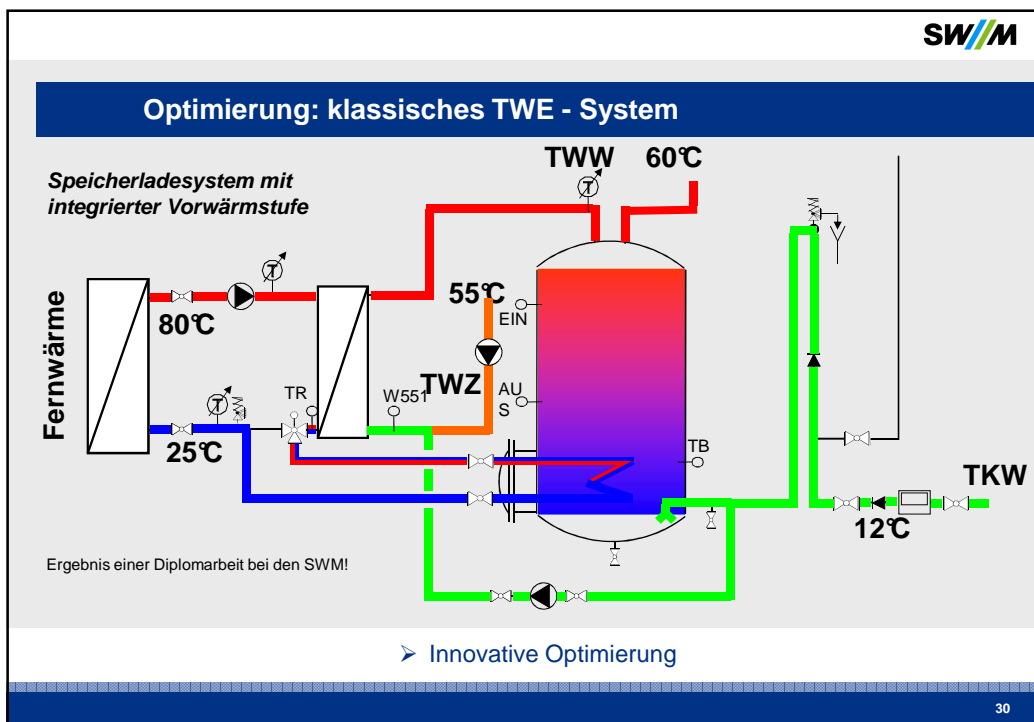 SWM
Optimierung: klassisches TWE - System
Speicherladesystem mit
integrierter Vorwärmstufe
TWW
60°C
T
T
Fernwärme
80°C
55°C
EIN
TWZ
AU
S
TR
W551
T
25°C
TB
TKW
12°C
Ergebnis einer Diplomarbeit bei den SWM!
➢ Innovative Optimierung
30